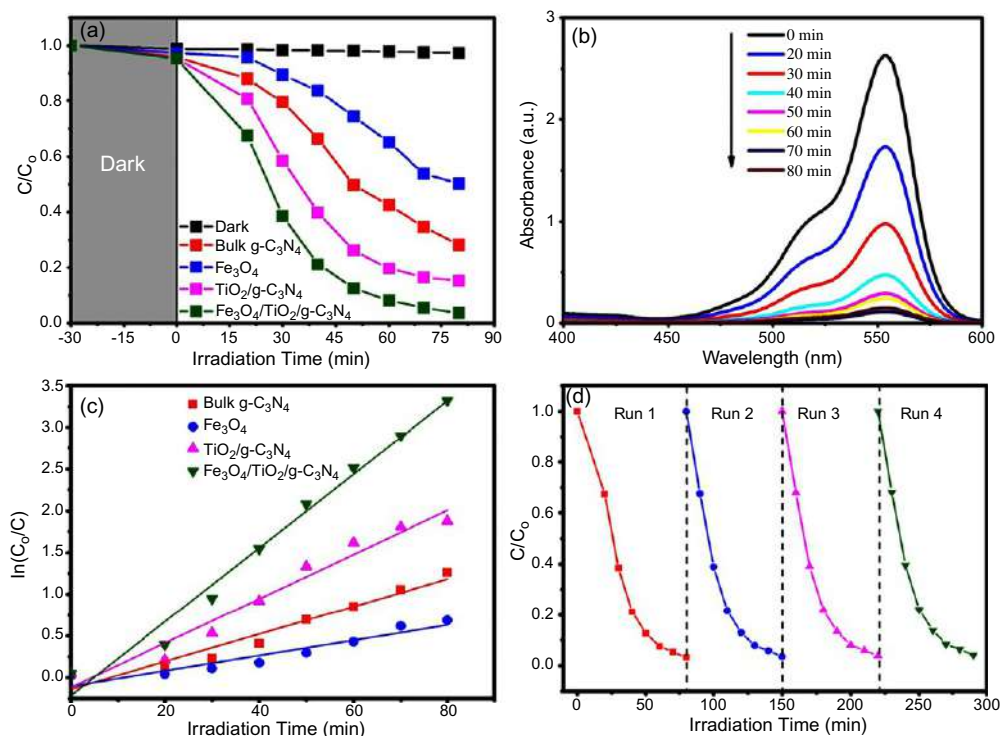 (a)
C/Co
1.0
0.8
0.6
0.4
0.2
0.0
Dark
Dark
Bulk g-C3N4
Fe3O4
TiO2/g-C3N4
Fe3O4/TiO2/g-C3N4
-30 -15 0 15 30 45 60 75 90
Irradiation Time (min)
(b)
Absorbance (a.u.)
3
2
1
0
0 min
20 min
30 min
40 min
50 min
60 min
70 min
80 min
400 450 500 550 600
Wavelength (nm)
(c)
ln(Co/C)
3.5
3.0
2.5
2.0
1.5
1.0
0.5
0.0
Bulk g-C3N4
Fe3O4
TiO2/g-C3N4
Fe3O4/TiO2/g-C3N4
0 20 40 60 80
Irradiation Time (min)
(d)
C/Co
1.0
0.8
0.6
0.4
0.2
0.0
Run 1 Run 2 Run 3 Run 4
0 50 100 150 200 250 300
Irradiation Time (min)